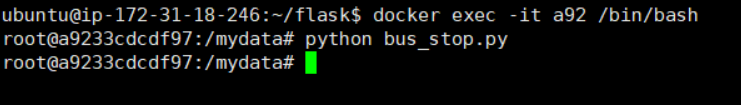 ubuntu@ip-172-31-18-246:~/flask$ docker exec -it a92 /bin/bash
root@a9233cdcdf97:/mydata# python bus_stop.py
root@a9233cdcdf97:/mydata#